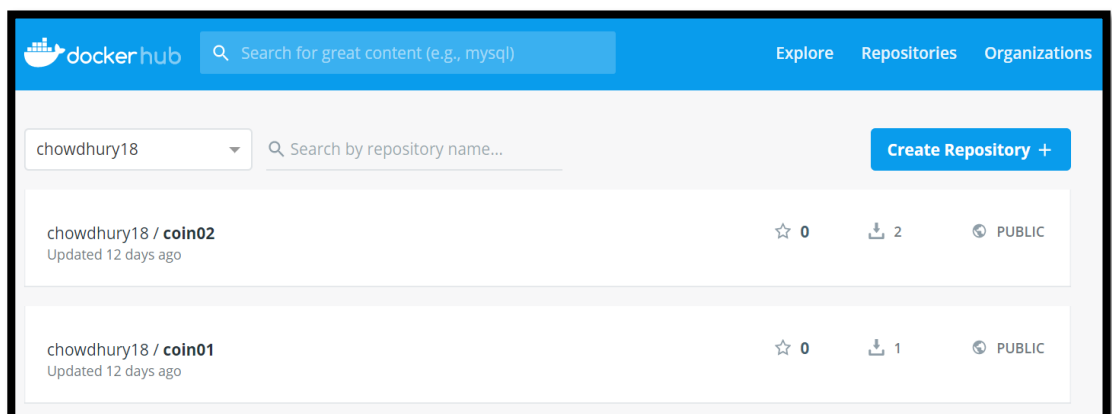 dockerhub
Search for great content (e.g., mysql)
Explore Repositories Organizations
chowdhury18
Search by repository name...
Create Repository +
chowdhury18 / coin02
Updated 12 days ago
0
2
PUBLIC
chowdhury18 / coin01
Updated 12 days ago
0
1
PUBLIC